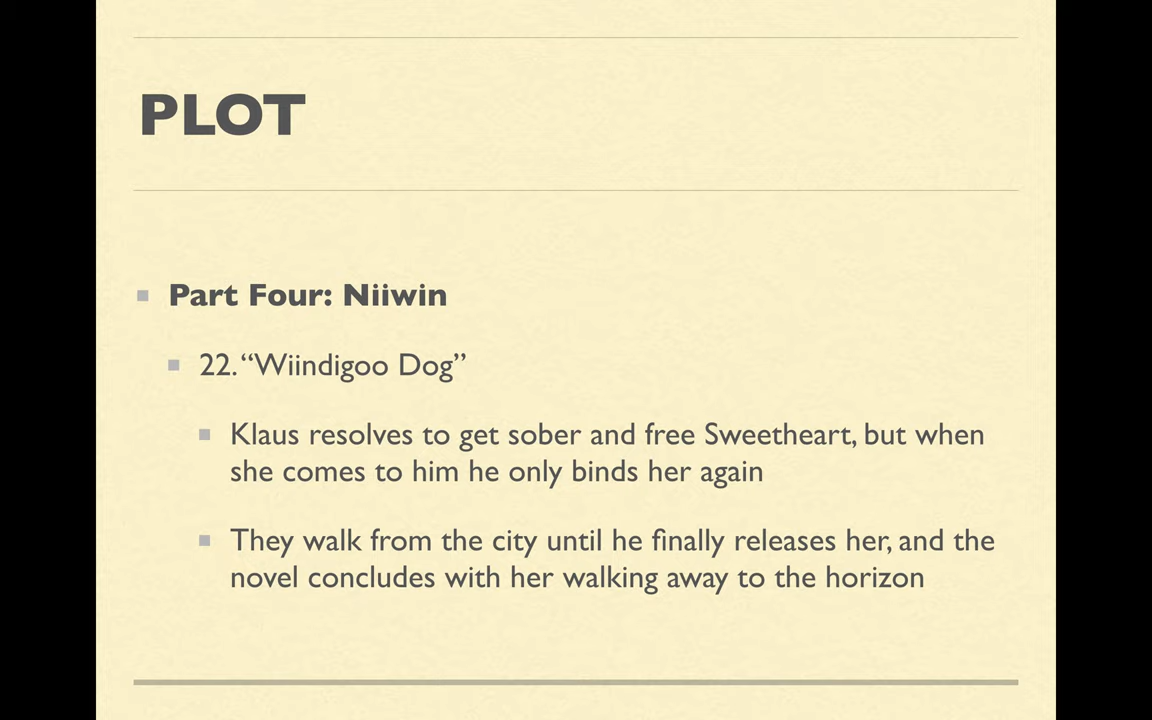 PLOT
Part Four: Niiwin
22. “Wiindigoo Dog”
Klaus resolves to get sober and free Sweetheart, but when
she comes to him he only binds her again
They walk from the city until he finally releases her, and the
novel concludes with her walking away to the horizon